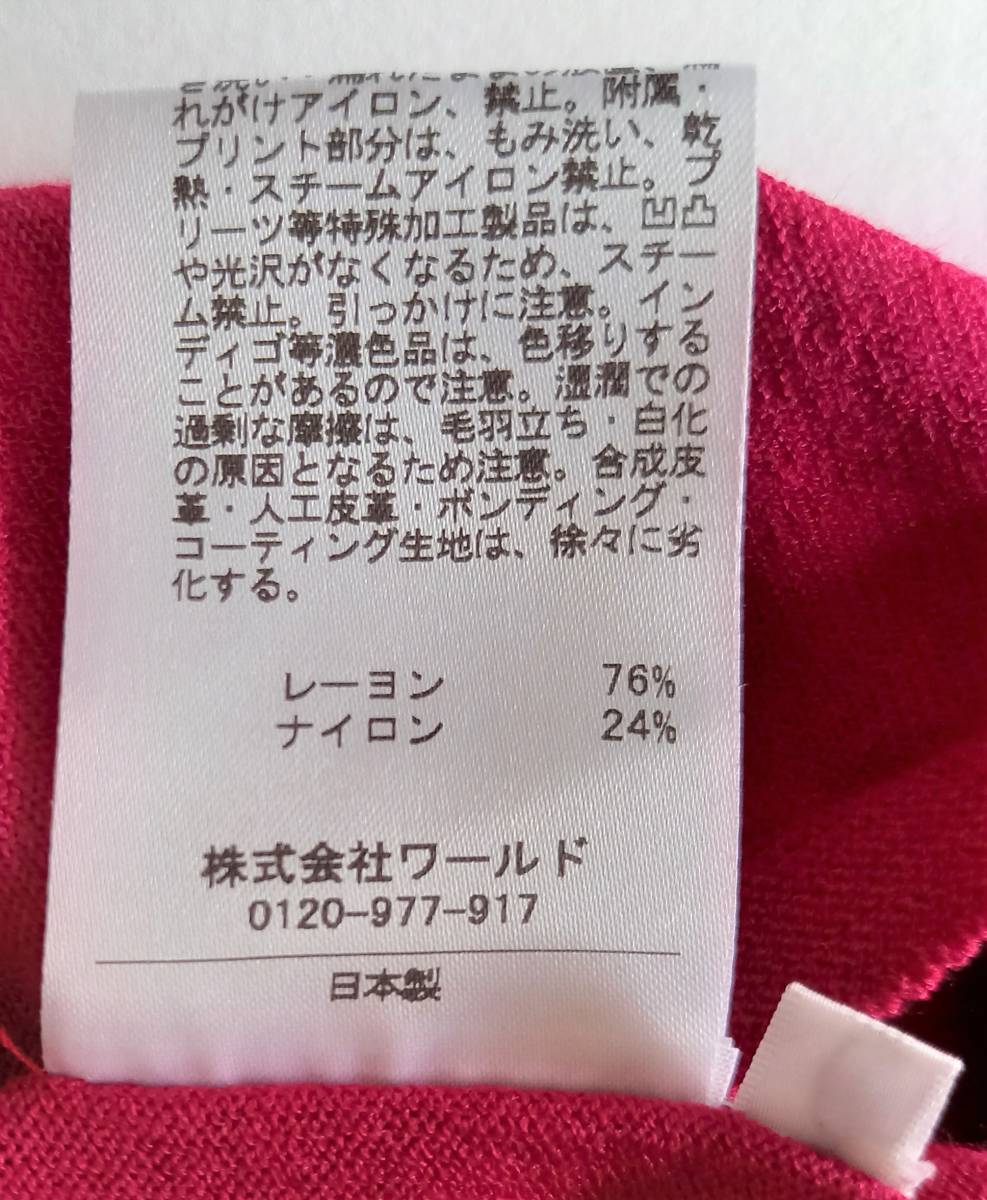 れがけアイロン、禁止。附属・
プリント部分は、もみ洗い、乾
熱・スチームアイロン禁止。プ
リーツ等特殊加工製品は、凹凸
や光沢がなくなるため、スチー
ム禁止。引っかけに注意。イン
ディゴ等濃色品は、色移りする
ことがあるので注意。湿潤での
過剰な摩擦は、毛羽立ち・白化
の原因となるため注意。合成皮
革・人工皮革・ボンディング・
コーティング生地は、徐々に劣
化する。
レーヨン 76%
ナイロン 24%
株式会社ワールド
0120-977-917
日本製